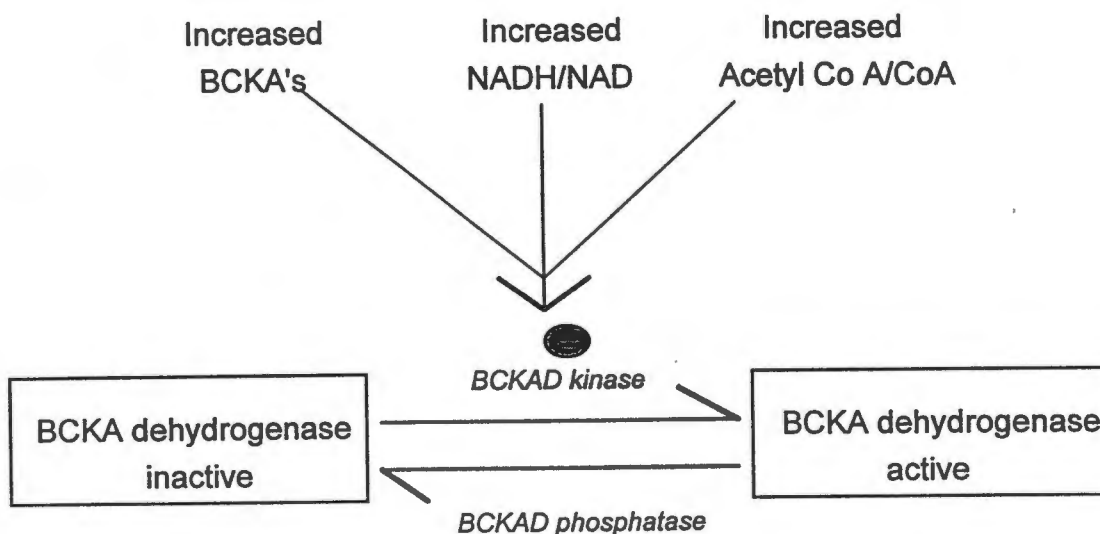 Increased
BCKA's
Increased
NADH/NAD
Increased
Acetyl Co A/CoA
BCKAD kinase
BCKA dehydrogenase
inactive
BCKA dehydrogenase
active
BCKAD phosphatase